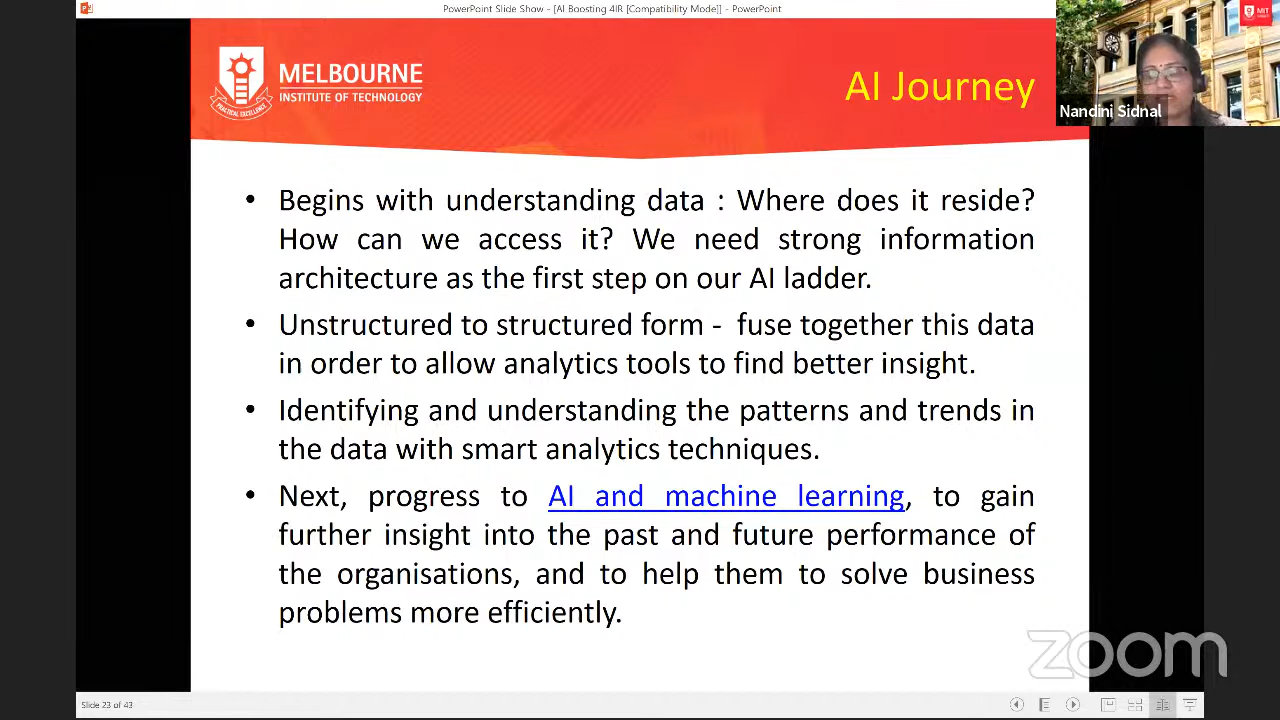 PowerPoint Slide Show - [AI Boosting 4IR [Compatibility Mode]] - PowerPoint
MIT
MELBOURNE
INSTITUTE OF TECHNOLOGY
PRACTICAL EXCELLENCE
AI Journey
Nandini Sidnal
• Begins with understanding data : Where does it reside?
How can we access it? We need strong information
architecture as the first step on our AI ladder.
• Unstructured to structured form - fuse together this data
in order to allow analytics tools to find better insight.
• Identifying and understanding the patterns and trends in
the data with smart analytics techniques.
• Next, progress to AI and machine learning, to gain
further insight into the past and future performance of
the organisations, and to help them to solve business
problems more efficiently.
zoom
Slide 23 of 43